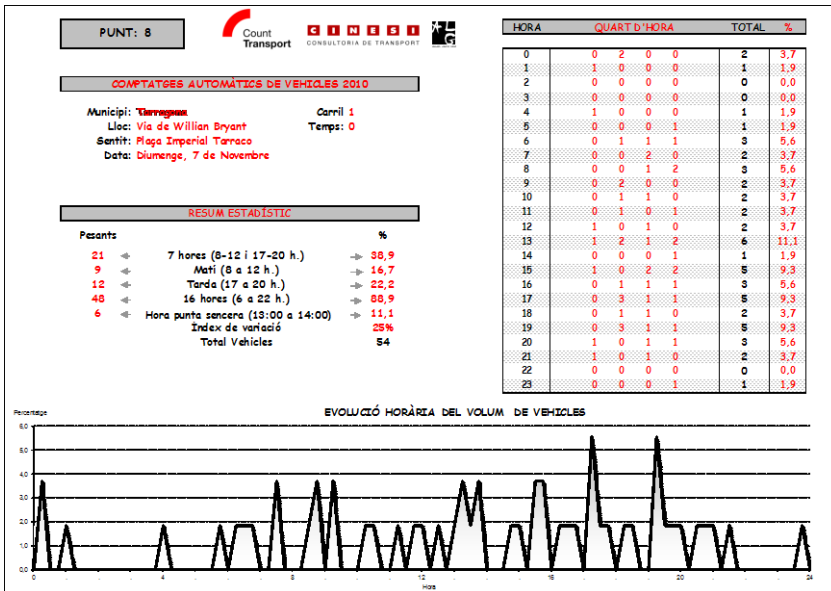 PUNT: 8
Count Transport
CINESI
CONSULTORIA DE TRANSPORT
COMPTATGES AUTOMÀTICS DE VEHICLES 2010
Municipi: Carril 1
Lloc: Via de Willian Bryant Temps: 0
Sentit: Plaça Imperial Tarraco
Data: Diumenge, 7 de Novembre
RESUM ESTADÍSTIC
Pesants %
21 7 hores (8-12 i 17-20 h.) 38,9
9 Matí (8 a 12 h.) 16,7
12 Tarda (17 a 20 h.) 22,2
48 16 hores (6 a 22 h.) 88,9
6 Hora punta sencera (13:00 a 14:00) 11,1
Índex de variació 25%
Total Vehicles 54
HORA QUART D'HORA TOTAL %
0 0 2 0 0 2 3,7
1 1 0 0 0 1 1,9
2 0 0 0 0 0 0,0
3 0 0 0 0 0 0,0
4 1 0 0 0 1 1,9
5 0 0 0 1 1 1,9
6 0 1 1 1 3 5,6
7 0 0 2 0 2 3,7
8 0 0 1 2 3 5,6
9 0 2 0 0 2 3,7
10 0 1 1 0 2 3,7
11 0 1 0 1 2 3,7
12 1 0 1 0 2 3,7
13 1 2 1 2 6 11,1
14 0 0 0 1 1 1,9
15 1 0 2 2 5 9,3
16 0 1 1 1 3 5,6
17 0 3 1 1 5 9,3
18 0 1 1 0 2 3,7
19 0 3 1 1 5 9,3
20 1 0 1 1 3 5,6
21 1 0 1 0 2 3,7
22 0 0 0 0 0 0,0
23 0 0 0 1 1 1,9
EVOLUCIÓ HORÀRIA DEL VOLUM DE VEHICLES
Percentatge
6,0
5,0
4,0
3,0
2,0
1,0
0,0
0 4 8 12 16 20 24
Hora